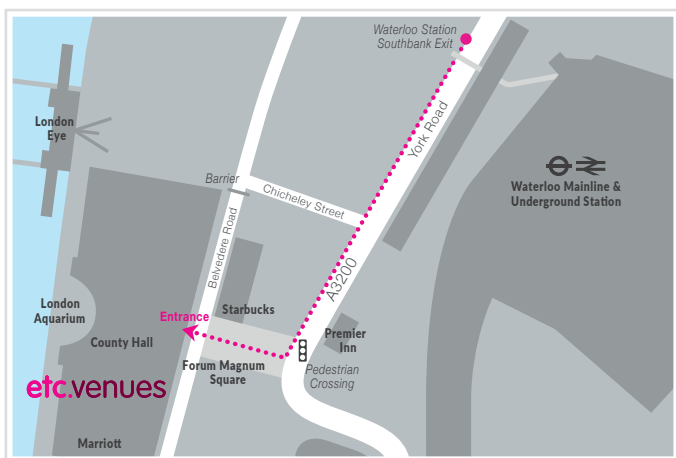 Waterloo Station
Southbank Exit
London
Eye
York Road
Waterloo Mainline &
Underground Station
Barrier
Chicheley Street
Belvedere Road
A3200
London
Aquarium
Entrance
Starbucks
County Hall
Premier
Inn
Forum Magnum
Square
Pedestrian
Crossing
etc.venues
Marriott